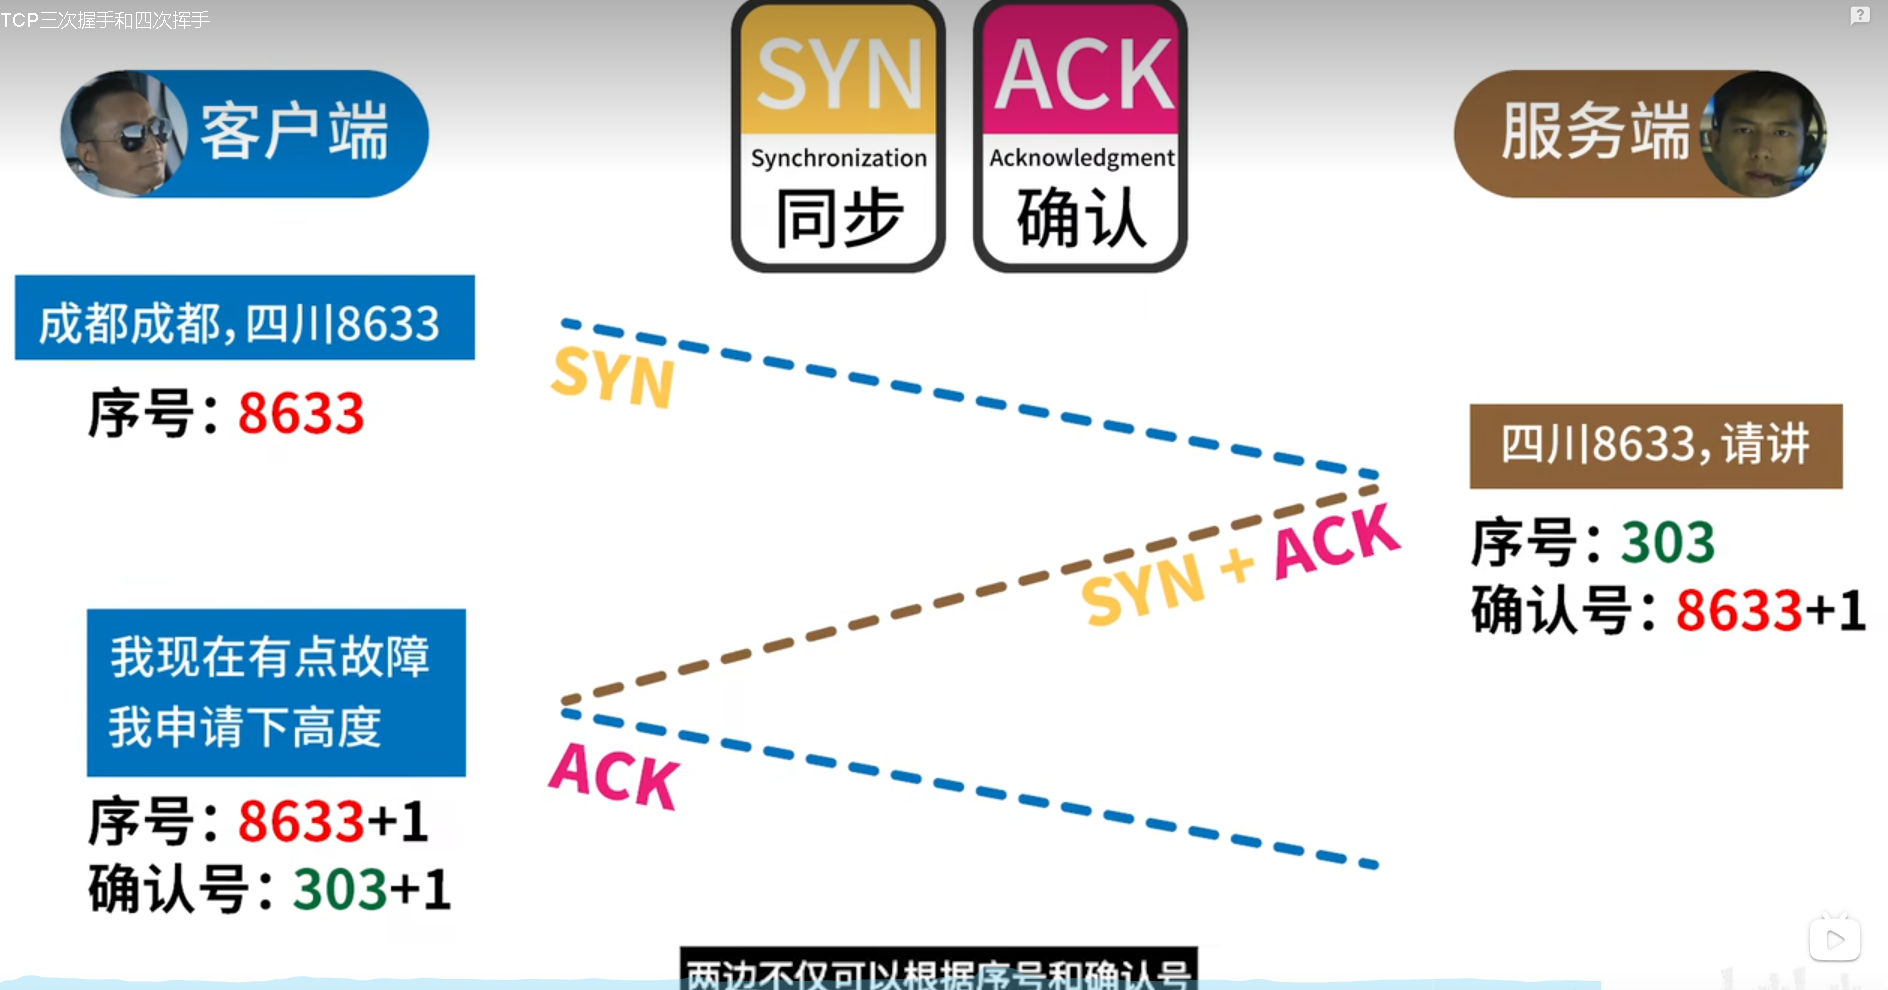 TCP三次握手和四次挥手
客户端
SYN
Synchronization
同步
ACK
Acknowledgment
确认
服务端
成都成都,四川8633
序号:8633
SYN
四川8633,请讲
序号:303
确认号:8633+1
SYN + ACK
我现在有点故障
我申请下高度
序号:8633+1
确认号:303+1
ACK
两边不仅可以根据序号和确认号